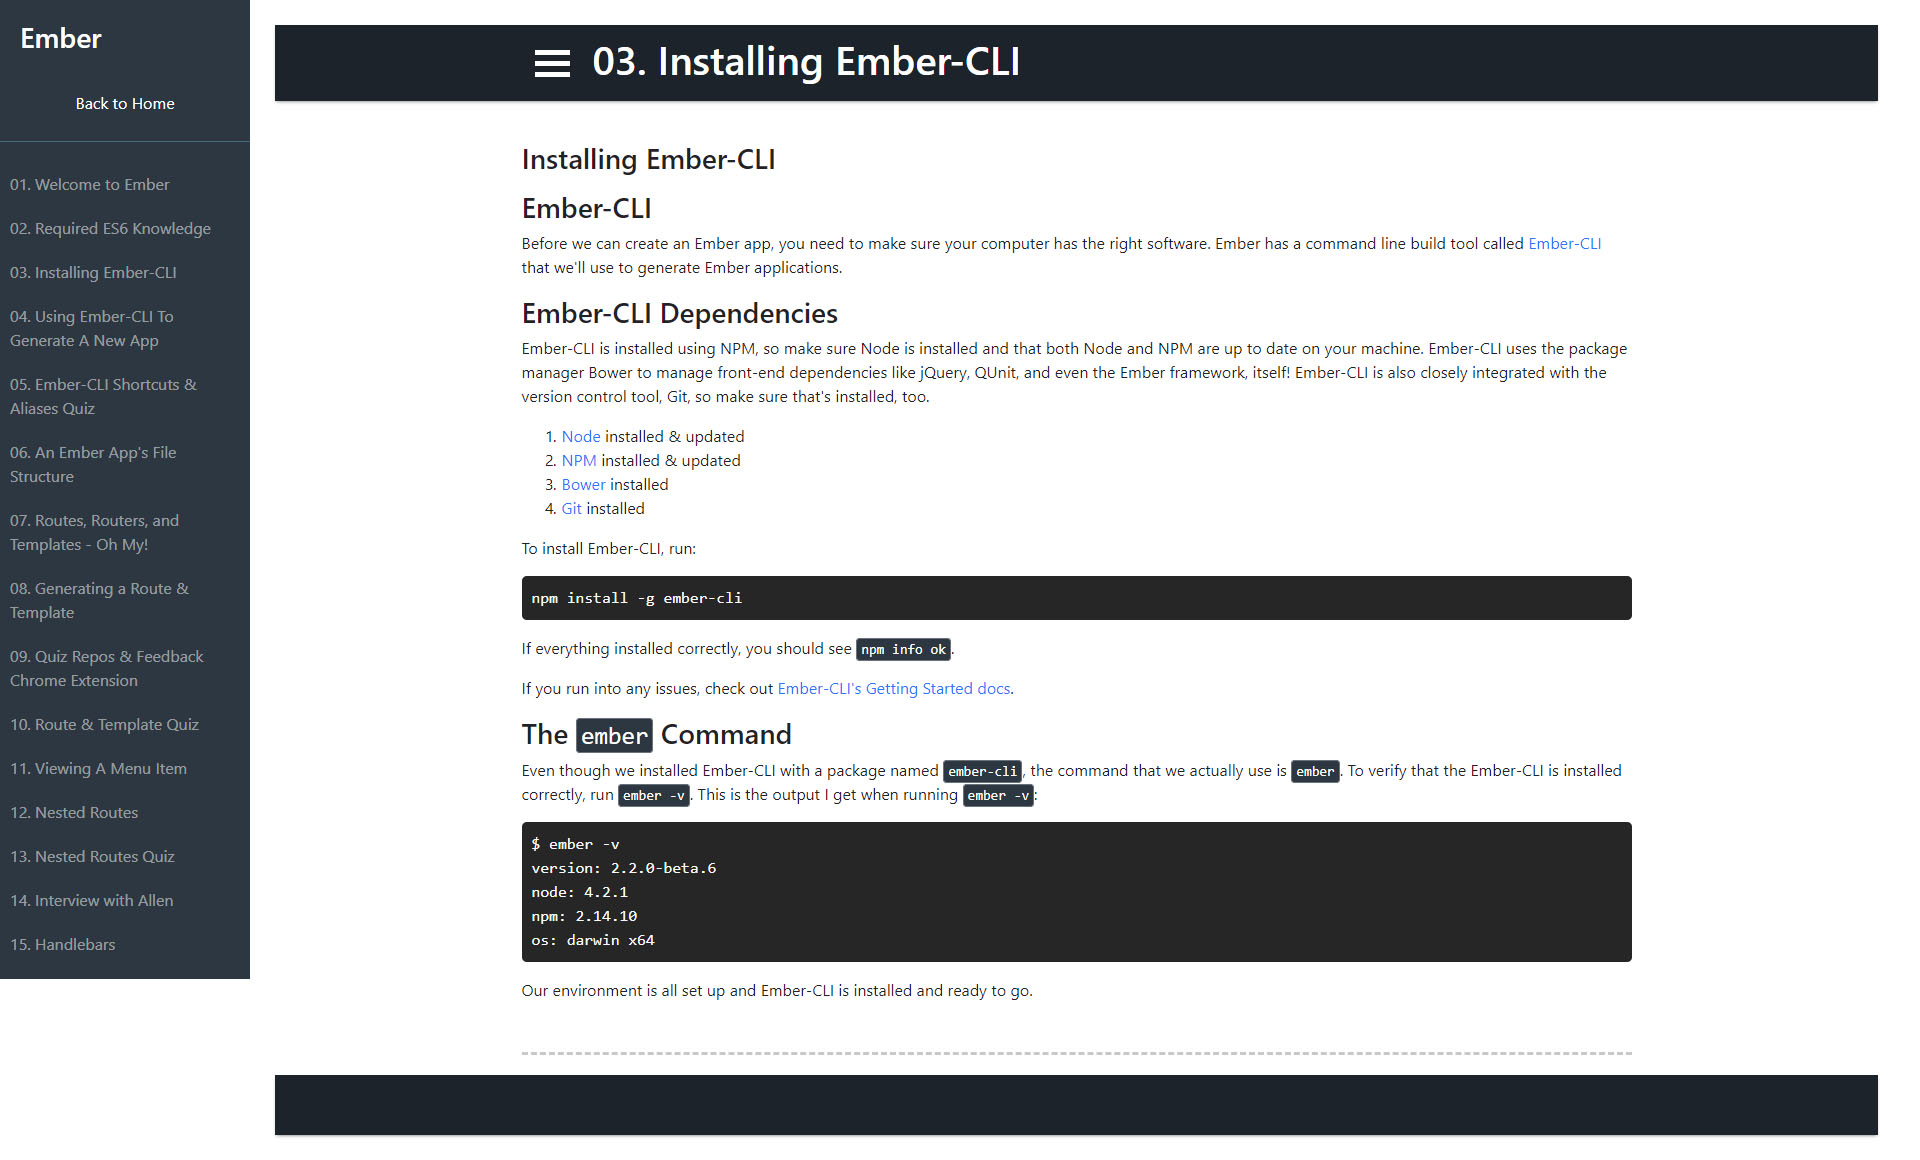 Ember
Back to Home
01. Welcome to Ember
02. Required ES6 Knowledge
03. Installing Ember-CLI
04. Using Ember-CLI To
Generate A New App
05. Ember-CLI Shortcuts &
Aliases Quiz
06. An Ember App's File
Structure
07. Routes, Routers, and
Templates - Oh My!
08. Generating a Route &
Template
09. Quiz Repos & Feedback
Chrome Extension
10. Route & Template Quiz
11. Viewing A Menu Item
12. Nested Routes
13. Nested Routes Quiz
14. Interview with Allen
15. Handlebars
03. Installing Ember-CLI
Installing Ember-CLI
Ember-CLI
Before we can create an Ember app, you need to make sure your computer has the right software. Ember has a command line build tool called Ember-CLI
that we'll use to generate Ember applications.
Ember-CLI Dependencies
Ember-CLI is installed using NPM, so make sure Node is installed and that both Node and NPM are up to date on your machine. Ember-CLI uses the package
manager Bower to manage front-end dependencies like jQuery, QUnit, and even the Ember framework, itself! Ember-CLI is also closely integrated with the
version control tool, Git, so make sure that's installed, too.
1. Node installed & updated
2. NPM installed & updated
3. Bower installed
4. Git installed
To install Ember-CLI, run:
npm install -g ember-cli
If everything installed correctly, you should see npm info ok.
If you run into any issues, check out Ember-CLI's Getting Started docs.
The ember Command
Even though we installed Ember-CLI with a package named ember-cli, the command that we actually use is ember. To verify that the Ember-CLI is installed
correctly, run ember -v. This is the output I get when running ember -v:
$ ember -v
version: 2.2.0-beta.6
node: 4.2.1
npm: 2.14.10
os: darwin x64
Our environment is all set up and Ember-CLI is installed and ready to go.